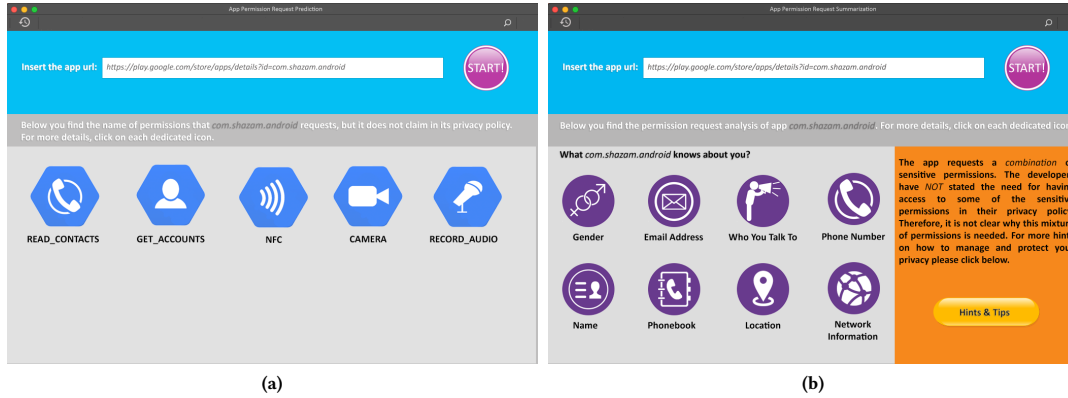 App Permission Request Prediction
Insert the app url:
https://play.google.com/store/apps/details?id=com.shazam.android
START!
Below you find the name of permissions that com.shazam.android requests, but it does not claim in its privacy policy.
For more details, click on each dedicated icon.
READ_CONTACTS
GET_ACCOUNTS
NFC
CAMERA
RECORD_AUDIO
(a)
App Permission Request Summarization
Insert the app url:
https://play.google.com/store/apps/details?id=com.shazam.android
START!
Below you find the permission request analysis of app com.shazam.android. For more details, click on each dedicated icon
What com.shazam.android knows about you?
Gender
Email Address
Who You Talk To
Phone Number
Name
Phonebook
Location
Network
Information
The app requests a combination o
sensitive permissions. The developer
have NOT stated the need for havin
access to some of the sensitiv
permissions in their privacy policy
Therefore, it is not clear why this mixtur
of permissions is needed. For more hint
on how to manage and protect you
privacy please click below.
Hints & Tips
(b)